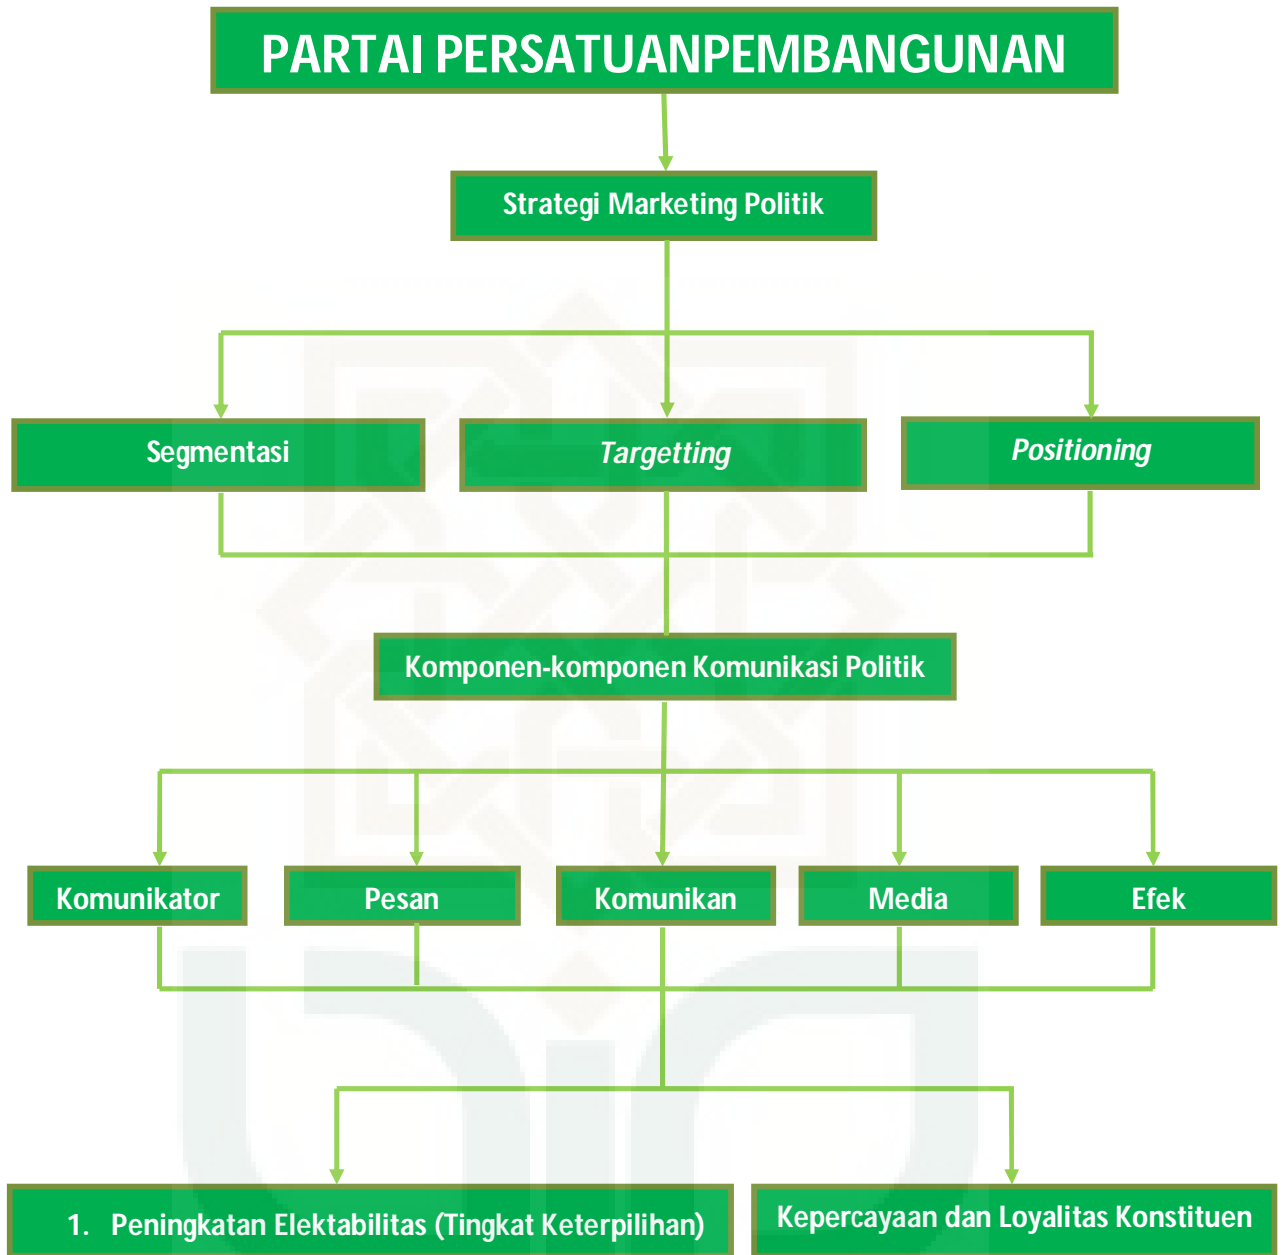 PARTAI PERSATUANPEMBANGUNAN
Strategi Marketing Politik
Segmentasi
Targetting
Positioning
Komponen-komponen Komunikasi Politik
Komunikator
Pesan
Komunikan
Media
Efek
1. Peningkatan Elektabilitas (Tingkat Keterpilihan)
Kepercayaan dan Loyalitas Konstituen